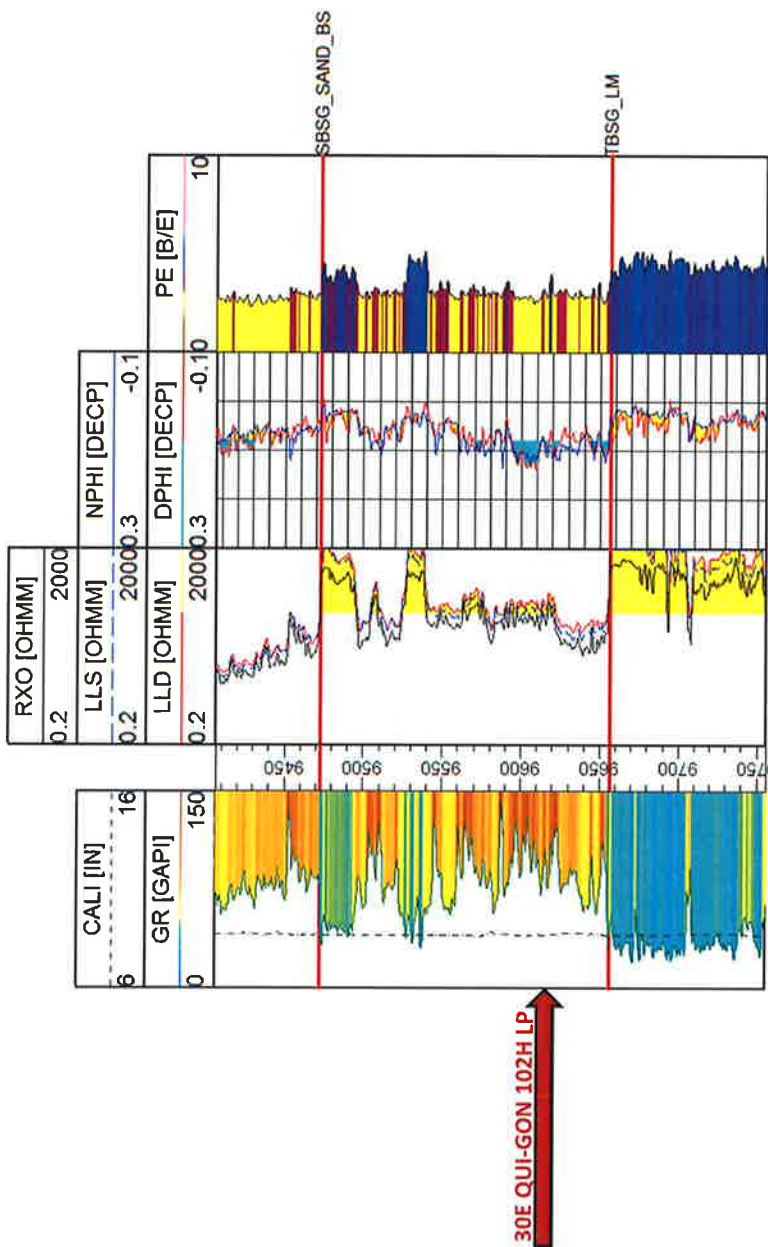 CALI [IN]
6 16
GR [GAPI]
0 150
RXO [OHMM]
0.2 2000
LLS [OHMM]
0.2 2000
LLD [OHMM]
0.2 2000
NPHI [DECP]
0.3 -0.1
DPHI [DECP]
0.3 -0.1
PE [B/E]
0 10
9450
SBSG_SAND_BS
9500
9550
9600
965
TBSG_LM
9700
9750
30E QUI-GON 102H LP